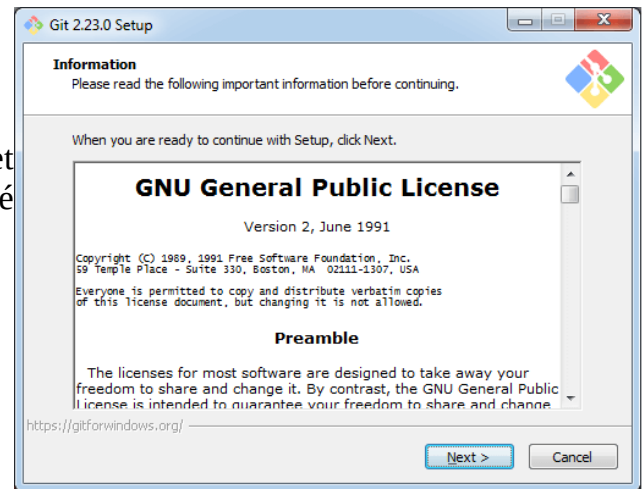 Git 2.23.0 Setup
Information
Please read the following important information before continuing.
When you are ready to continue with Setup, click Next.
et
é
GNU General Public License
Version 2, June 1991
Copyright (C) 1989, 1991 Free Software Foundation, Inc.
59 Temple Place - Suite 330, Boston, MA  02111-1307, USA
Everyone is permitted to copy and distribute verbatim copies
of this license document, but changing it is not allowed.
Preamble
The licenses for most software are designed to take away your
freedom to share and change it. By contrast, the GNU General Public
License is intended to guarantee your freedom to share and change
https://gitforwindows.org/
Next >
Cancel